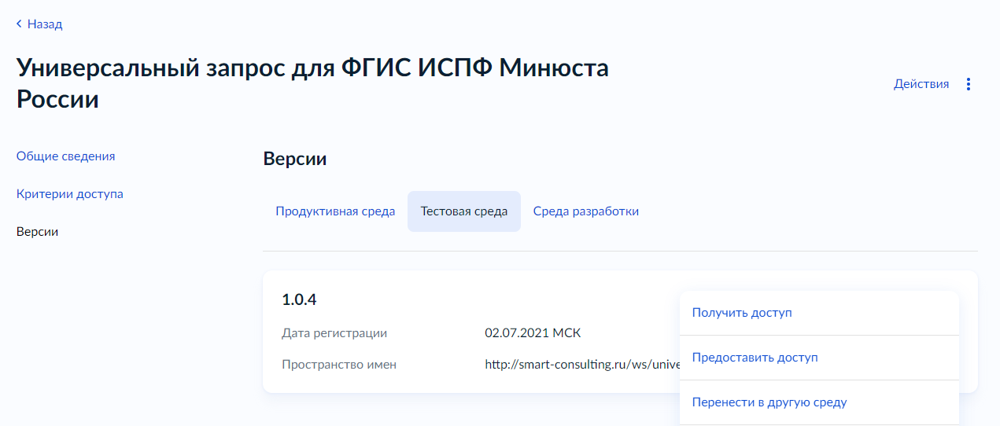 Назад
Универсальный запрос для ФГИС ИСПФ Минюста
России
Действия
Общие сведения
Критерии доступа
Версии
Версии
Продуктивная среда Тестовая среда Среда разработки
1.0.4
Дата регистрации 02.07.2021 МСК
Пространство имен http://smart-consulting.ru/ws/unive
Получить доступ
Предоставить доступ
Перенести в другую среду